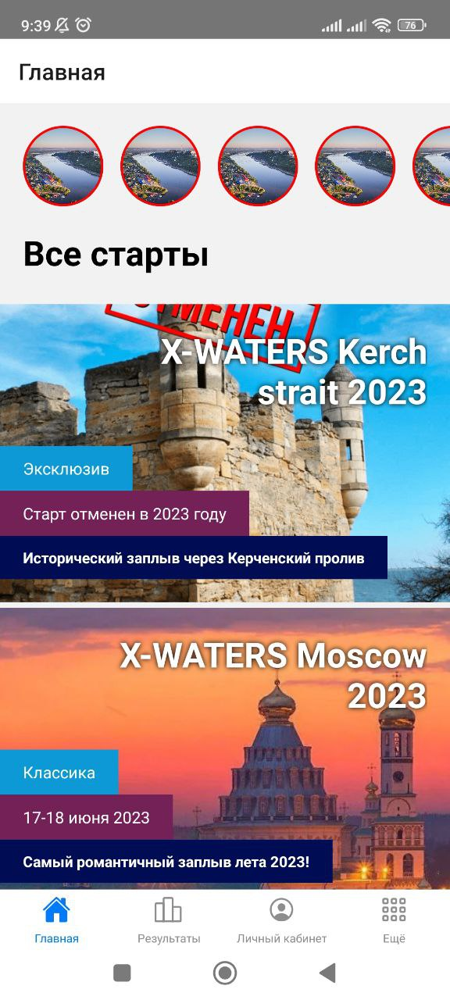 9:39
76
Главная
Все старты
ОТМЕНЕН
X-WATERS Kerch
strait 2023
Эксклюзив
Старт отменен в 2023 году
Исторический заплыв через Керченский пролив
X-WATERS Moscow
2023
Классика
17-18 июня 2023
Самый романтичный заплыв лета 2023!
Главная
Результаты
Личный кабинет
Ещё